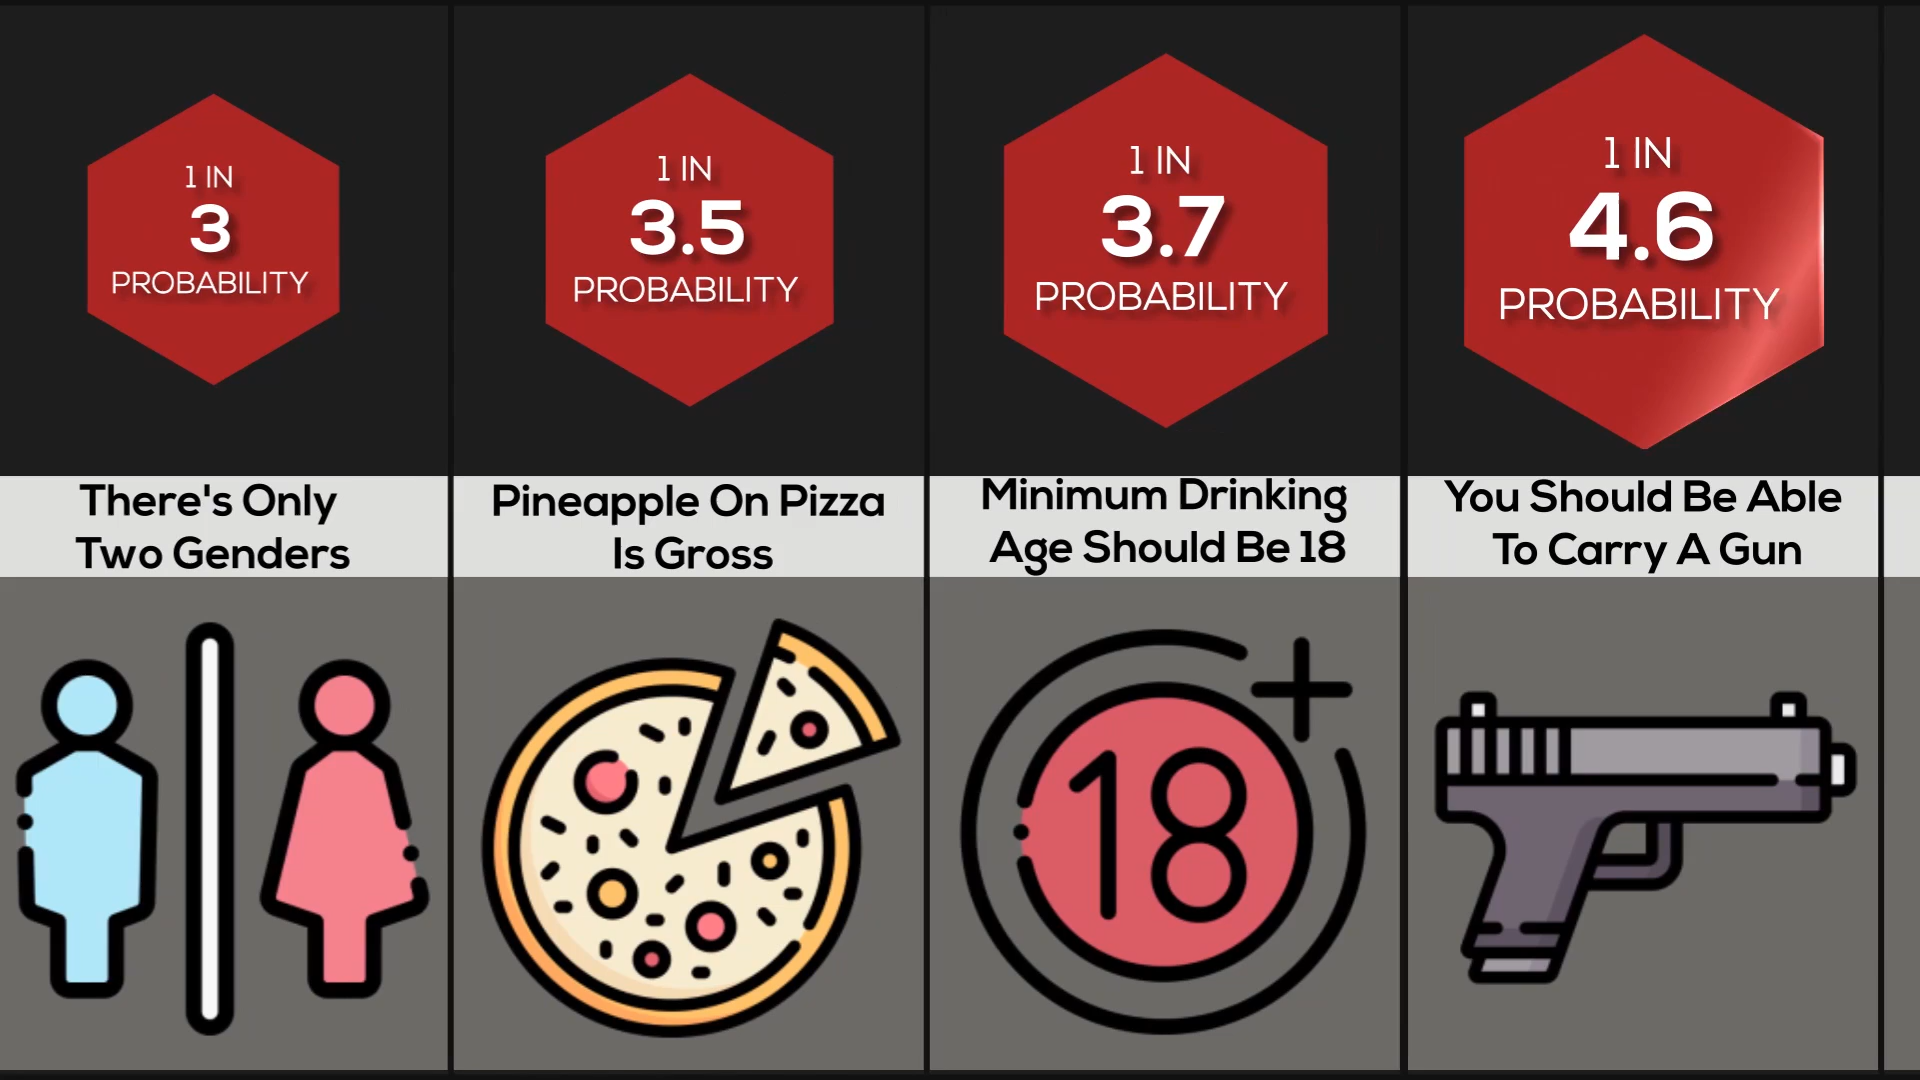 1 IN
3
PROBABILITY
There's Only
Two Genders
1 IN
3.5
PROBABILITY
Pineapple On Pizza
Is Gross
1 IN
3.7
PROBABILITY
Minimum Drinking
Age Should Be 18
18
1 IN
4.6
PROBABILITY
You Should Be Able
To Carry A Gun